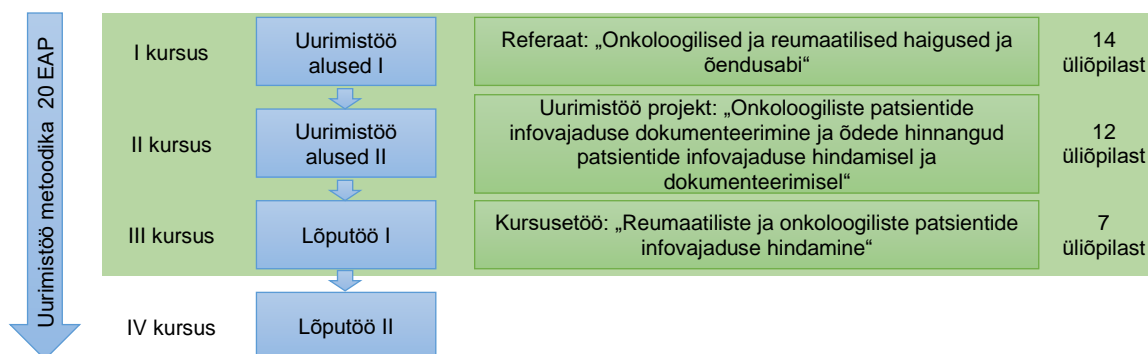 Uurimistöö metoodika 20 EAP
I kursus
Uurimistöö
alused I
Referaat: „Onkoloogilised ja reumaatilised haigused ja
õendusabi“
14
üliõpilast
II kursus
Uurimistöö
alused II
Uurimistöö projekt: „Onkoloogiliste patsientide
infovajaduse dokumenteerimine ja õdede hinnangud
patsientide infovajaduse hindamisel ja
dokumenteerimisel“
12
üliõpilast
III kursus
Lõputöö I
Kursusetöö: „Reumaatiliste ja onkoloogiliste patsientide
infovajaduse hindamine“
7
üliõpilast
IV kursus
Lõputöö II